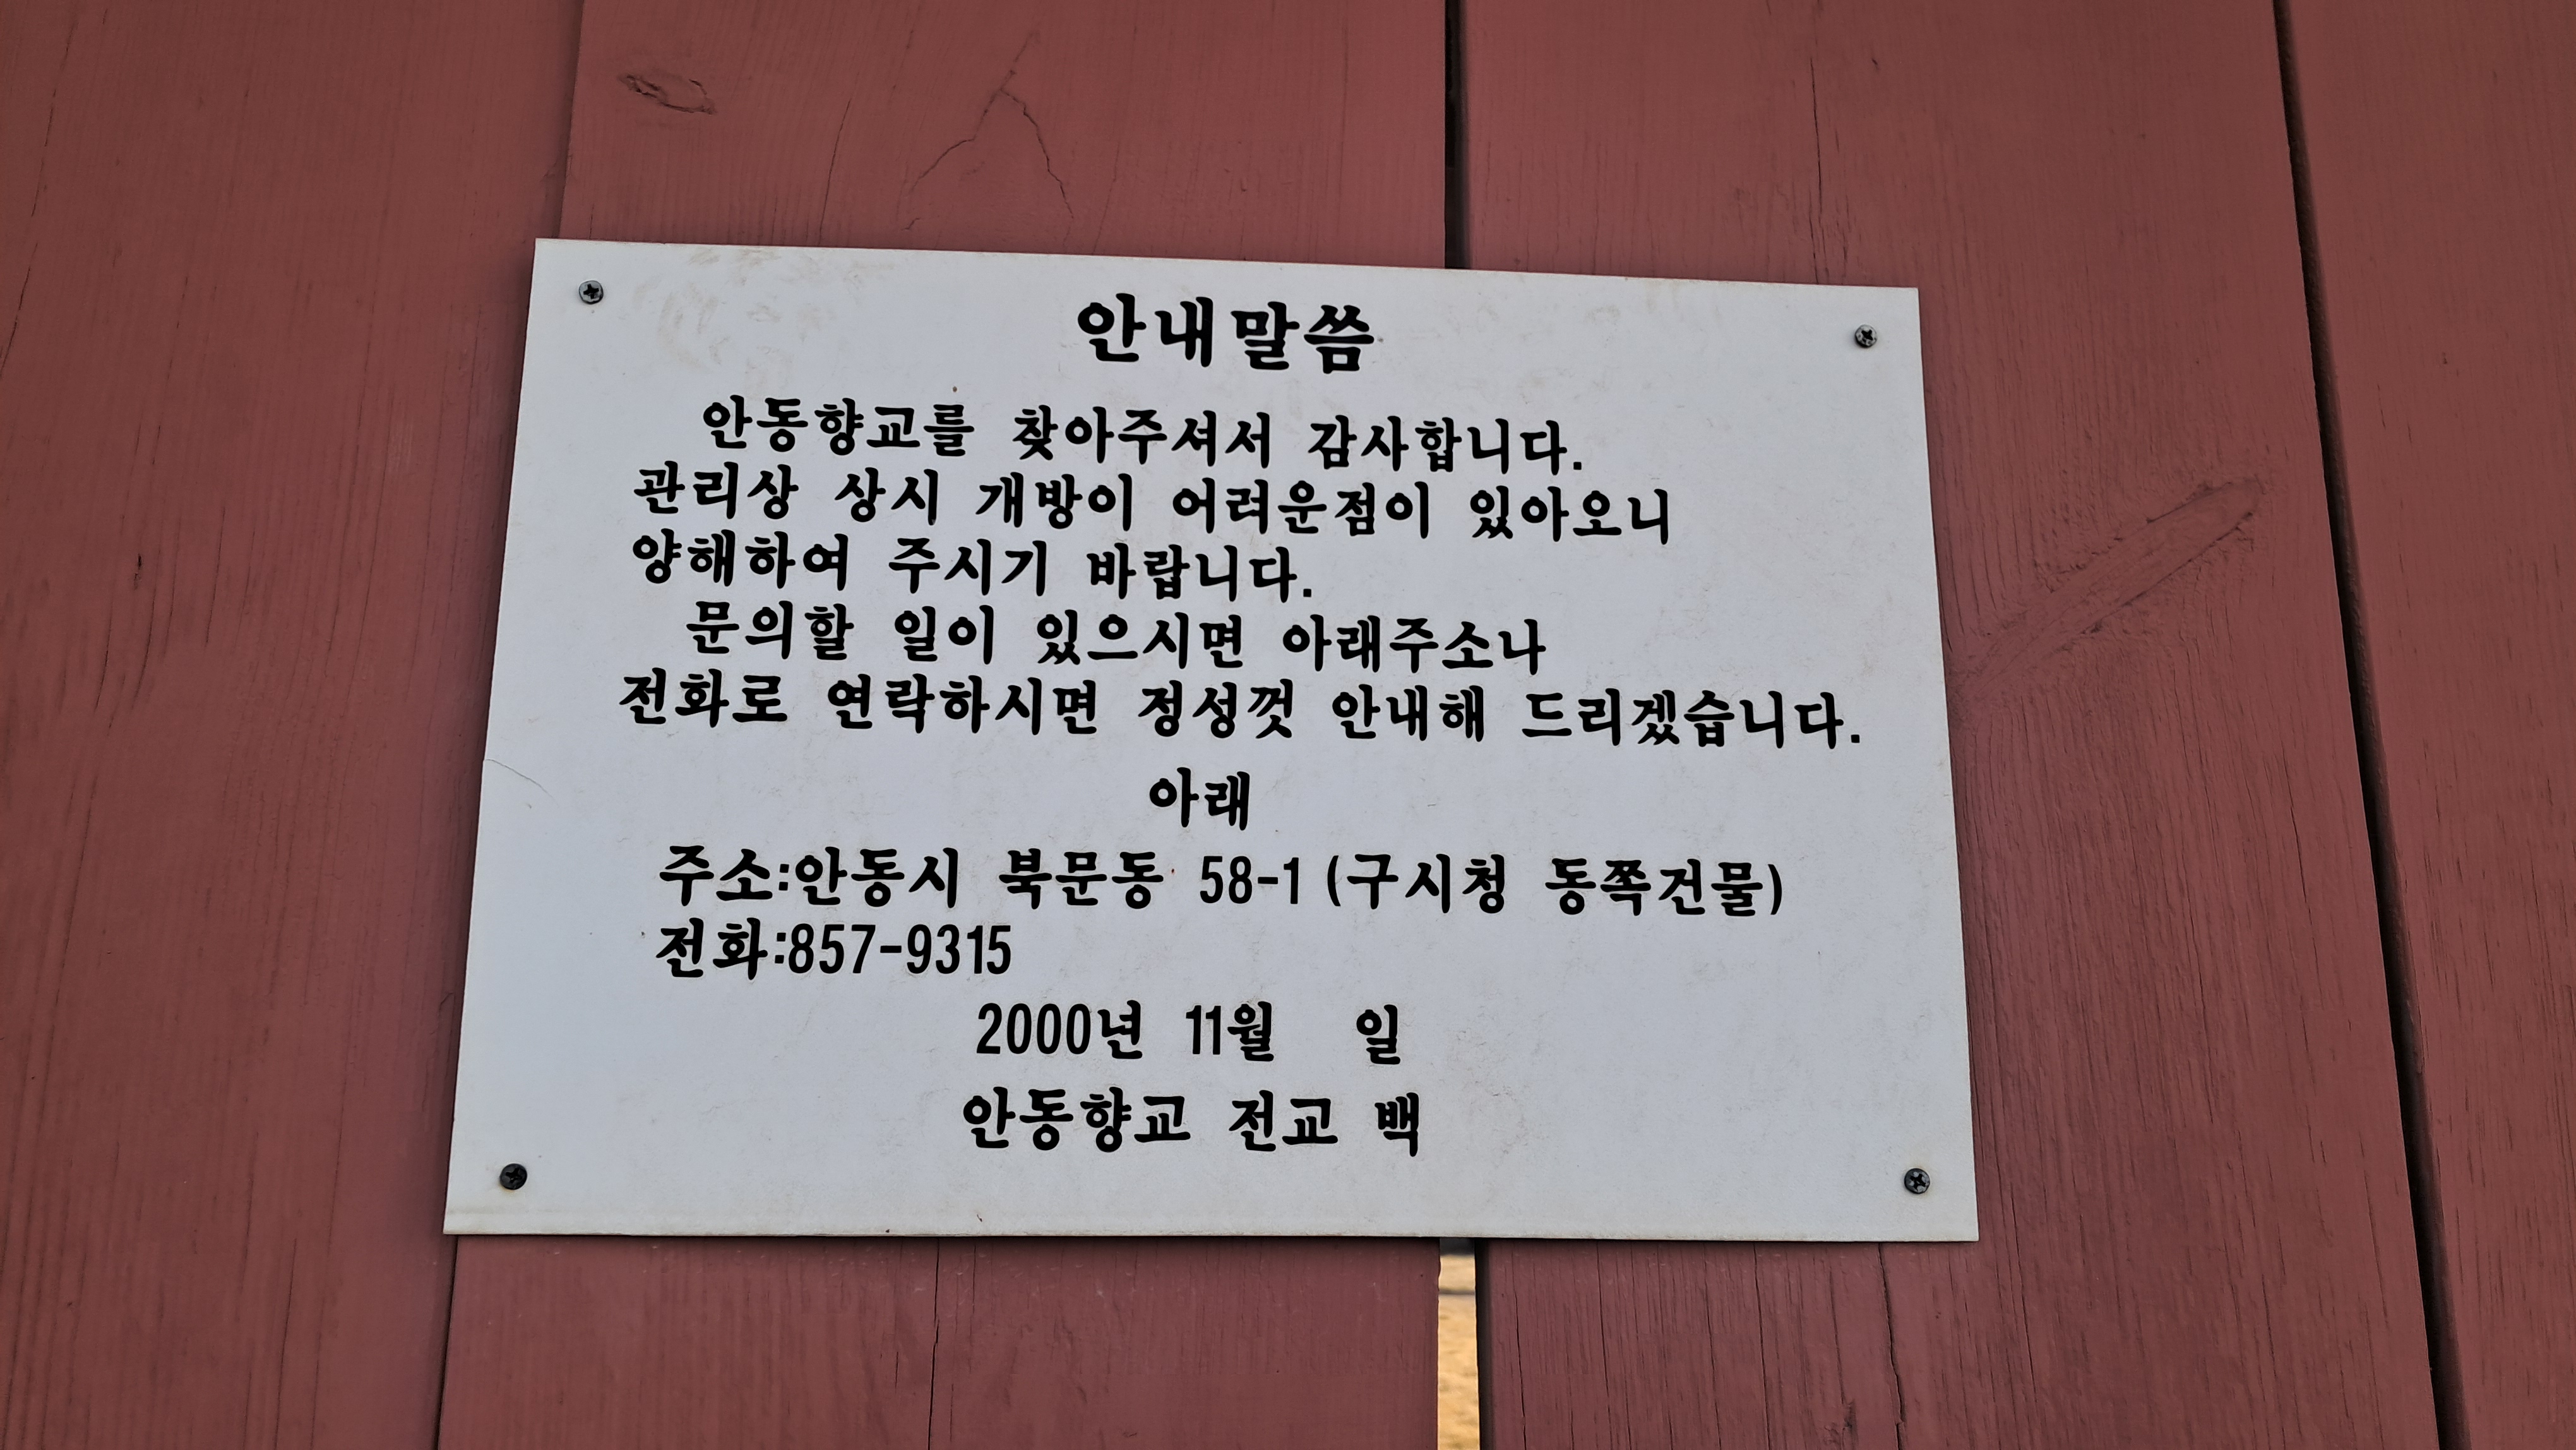 안내말씀
안동향교를 찾아주셔서 감사합니다.
관리상 상시 개방이 어려운점이 있아오니
양해하여 주시기 바랍니다.
문의할 일이 있으시면 아래주소나
전화로 연락하시면 정성껏 안내해 드리겠습니다.
아래
주소:안동시 북문동 58-1 (구시청 동쪽건물)
전화:857-9315
2000년 11월 일
안동향교 전교 백